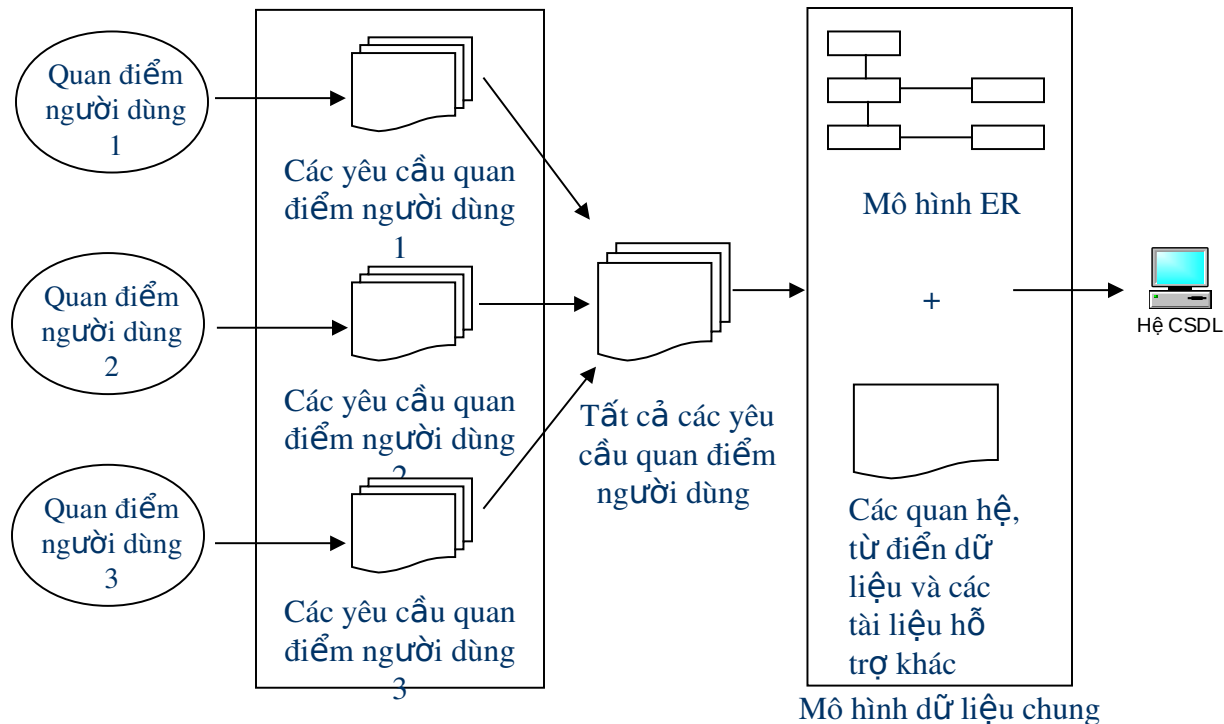 Quan điểm
người dùng
1
Các yêu cầu quan
điểm người dùng
1
Quan điểm
người dùng
2
Các yêu cầu quan
điểm người dùng
2
Quan điểm
người dùng
3
Các yêu cầu quan
điểm người dùng
3
Tất cả các yêu
cầu quan điểm
người dùng
Mô hình ER
+
Các quan hệ,
từ điển dữ
liệu và các
tài liệu hỗ
trợ khác
Mô hình dữ liệu chung
Hệ CSDL